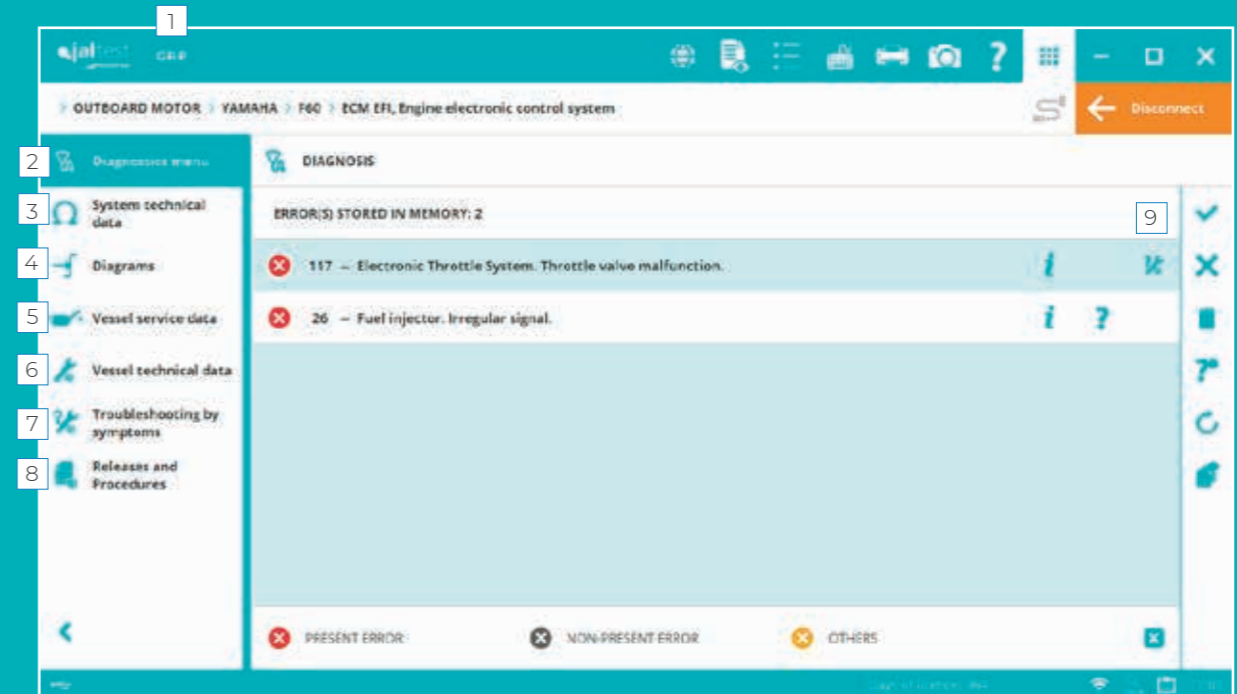 1
jaltest GRP
OUTBOARD MOTOR YAMAHA F60 ECM EFI, Engine electronic control system
Disconnect
2 Diagnostics menu
DIAGNOSIS
3 System technical
data
ERROR(S) STORED IN MEMORY: 2
9
4 Diagrams
117 – Electronic Throttle System. Throttle valve malfunction.
5 Vessel service data
26 – Fuel injector. Irregular signal.
6 Vessel technical data
7 Troubleshooting by
symptoms
8 Releases and
Procedures
PRESENT ERROR
NON-PRESENT ERROR
OTHERS